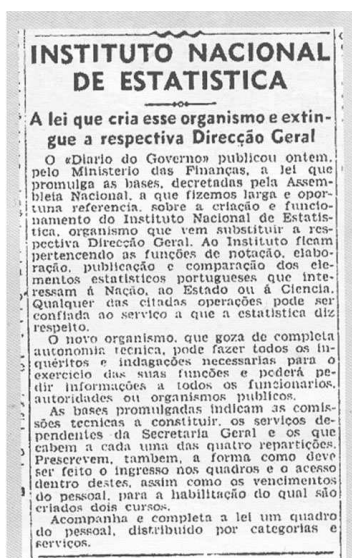 INSTITUTO NACIONAL
DE ESTATISTICA
A lei que cria esse organismo e extin-
gue a respectiva Direcção Geral
O «Diario do Governo» publicou ontem,
pelo Ministerio das Finanças, a lei que
promulga as bases, decretadas pela Assem-
bleia Nacional, a que fizemos larga e opor-
tuna referencia, sobre a criação e funcio-
namento do Instituto Nacional de Estatis-
tica, organismo que vem substituir a res-
pectiva Direcção Geral. Ao Instituto ficam
pertencendo as funções de notação, elabo-
ração, publicação e comparação dos ele-
mentos estatisticos portugueses que inte-
ressam á Nação, ao Estado ou á Ciencia.
Qualquer das citadas operações pode ser
confiada ao serviço a que a estatistica diz
respeito.
O novo organismo, que goza de completa
autonomia tecnica, pode fazer todos os in-
quéritos e indagações necessarias para o
exercicio das suas funcões e poderá pe-
dir informações a todos os funcionarios,
autoridades ou organismos publicos.
As bases promulgadas indicam as comis-
sões tecnicas a constituir, os serviços de-
pendentes da Secretaria Geral e os que
cabem a cada uma das quatro repartições.
Prescrevem, tambem, a forma como deve
ser feito o ingresso nos quadros e o acesso
dentro destes, assim como os vencimentos
do pessoal, para a habilitação do qual são
criados dois cursos.
Acompanha e completa a lei um quadro
do pessoal, distribuido por categorias e
serviços.